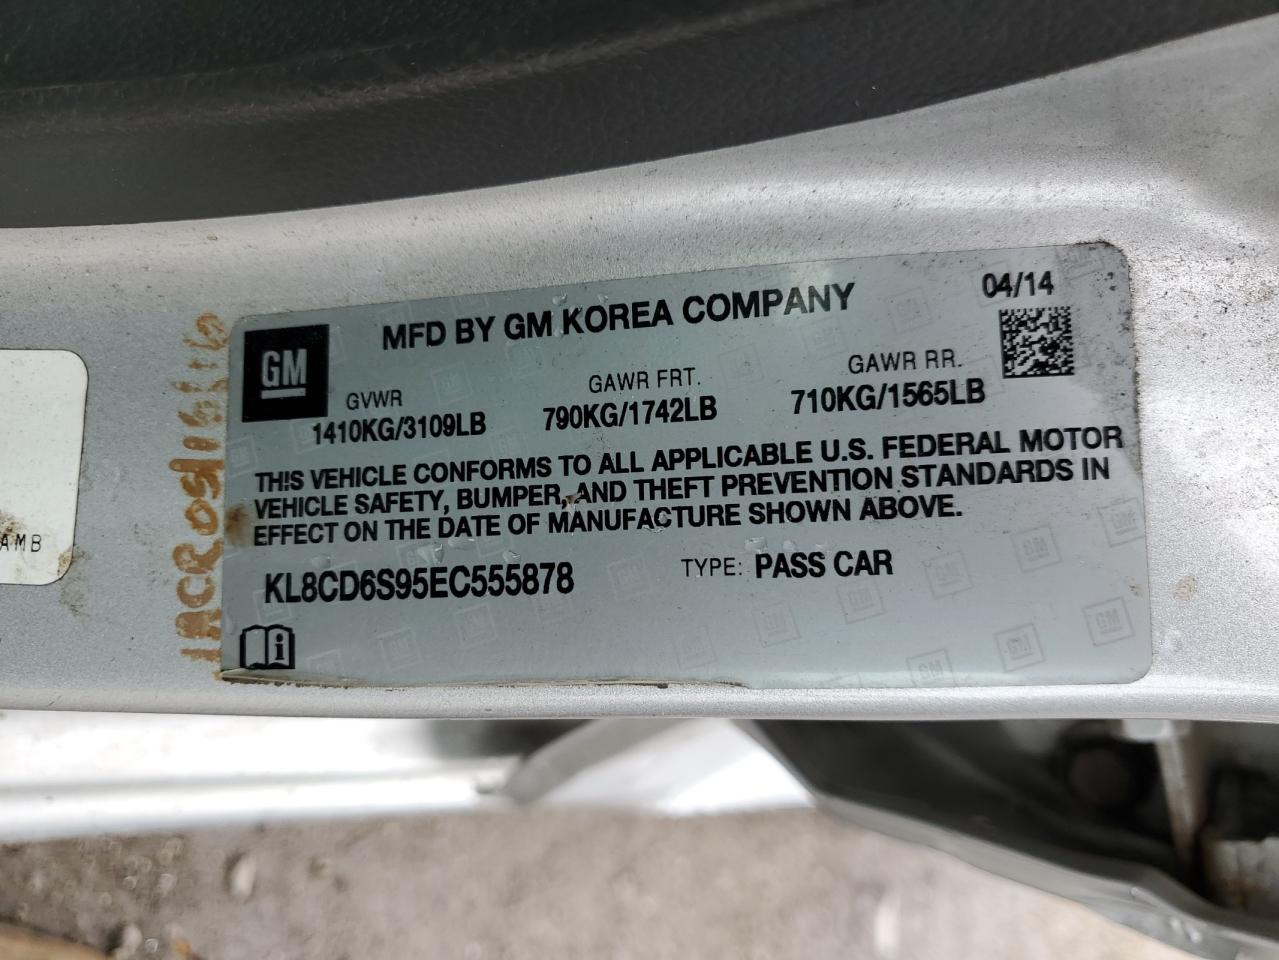 MFD BY GM KOREA COMPANY
04/14
GM
GVWR
1410KG/3109LB
GAWR FRT.
790KG/1742LB
GAWR RR.
710KG/1565LB
THIS VEHICLE CONFORMS TO ALL APPLICABLE U.S. FEDERAL MOTOR
VEHICLE SAFETY, BUMPER, AND THEFT PREVENTION STANDARDS IN
EFFECT ON THE DATE OF MANUFACTURE SHOWN ABOVE.
KL8CD6S95EC555878
TYPE: PASS CAR
AMB